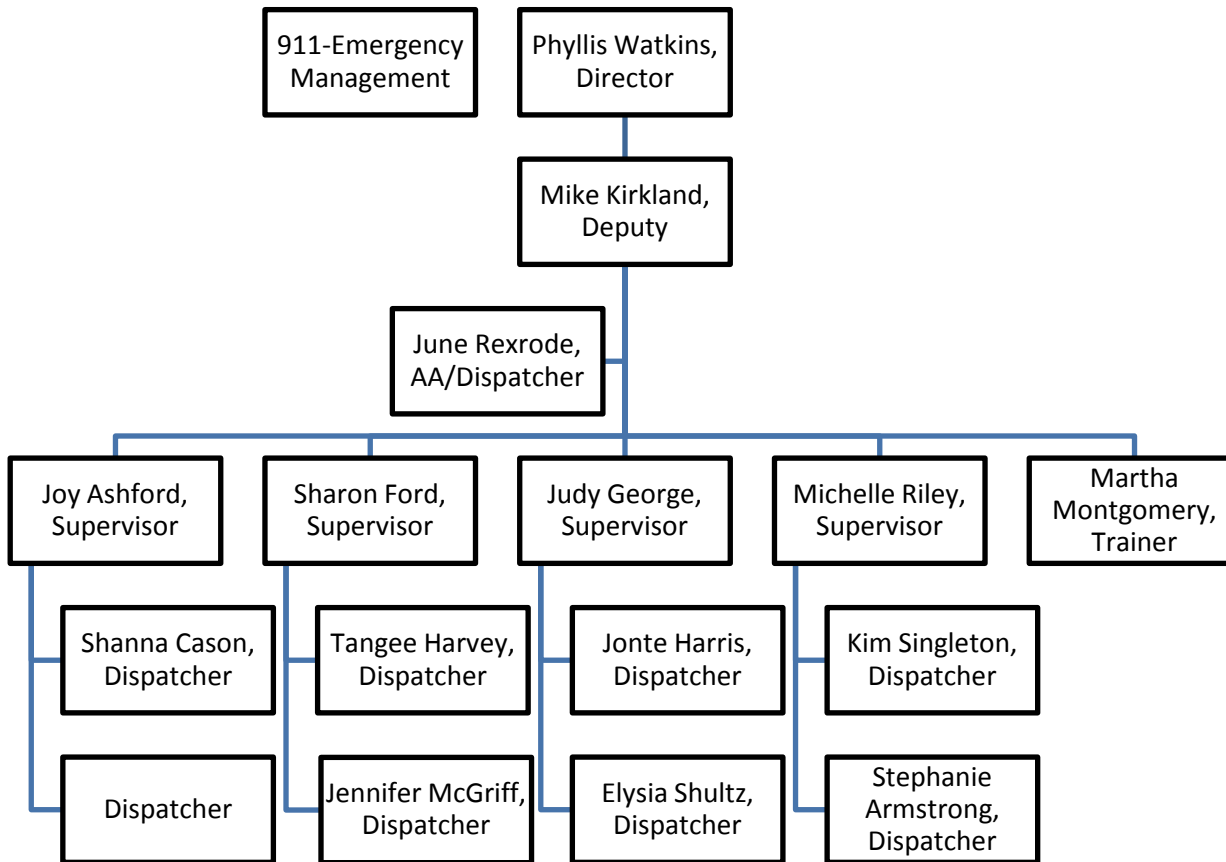 911-Emergency
Management
Phyllis Watkins,
Director
Mike Kirkland,
Deputy
June Rexrode,
AA/Dispatcher
Joy Ashford,
Supervisor
Sharon Ford,
Supervisor
Judy George,
Supervisor
Michelle Riley,
Supervisor
Martha
Montgomery,
Trainer
Shanna Cason,
Dispatcher
Tangee Harvey,
Dispatcher
Jonte Harris,
Dispatcher
Kim Singleton,
Dispatcher
Dispatcher
Jennifer McGriff,
Dispatcher
Elysia Shultz,
Dispatcher
Stephanie
Armstrong,
Dispatcher